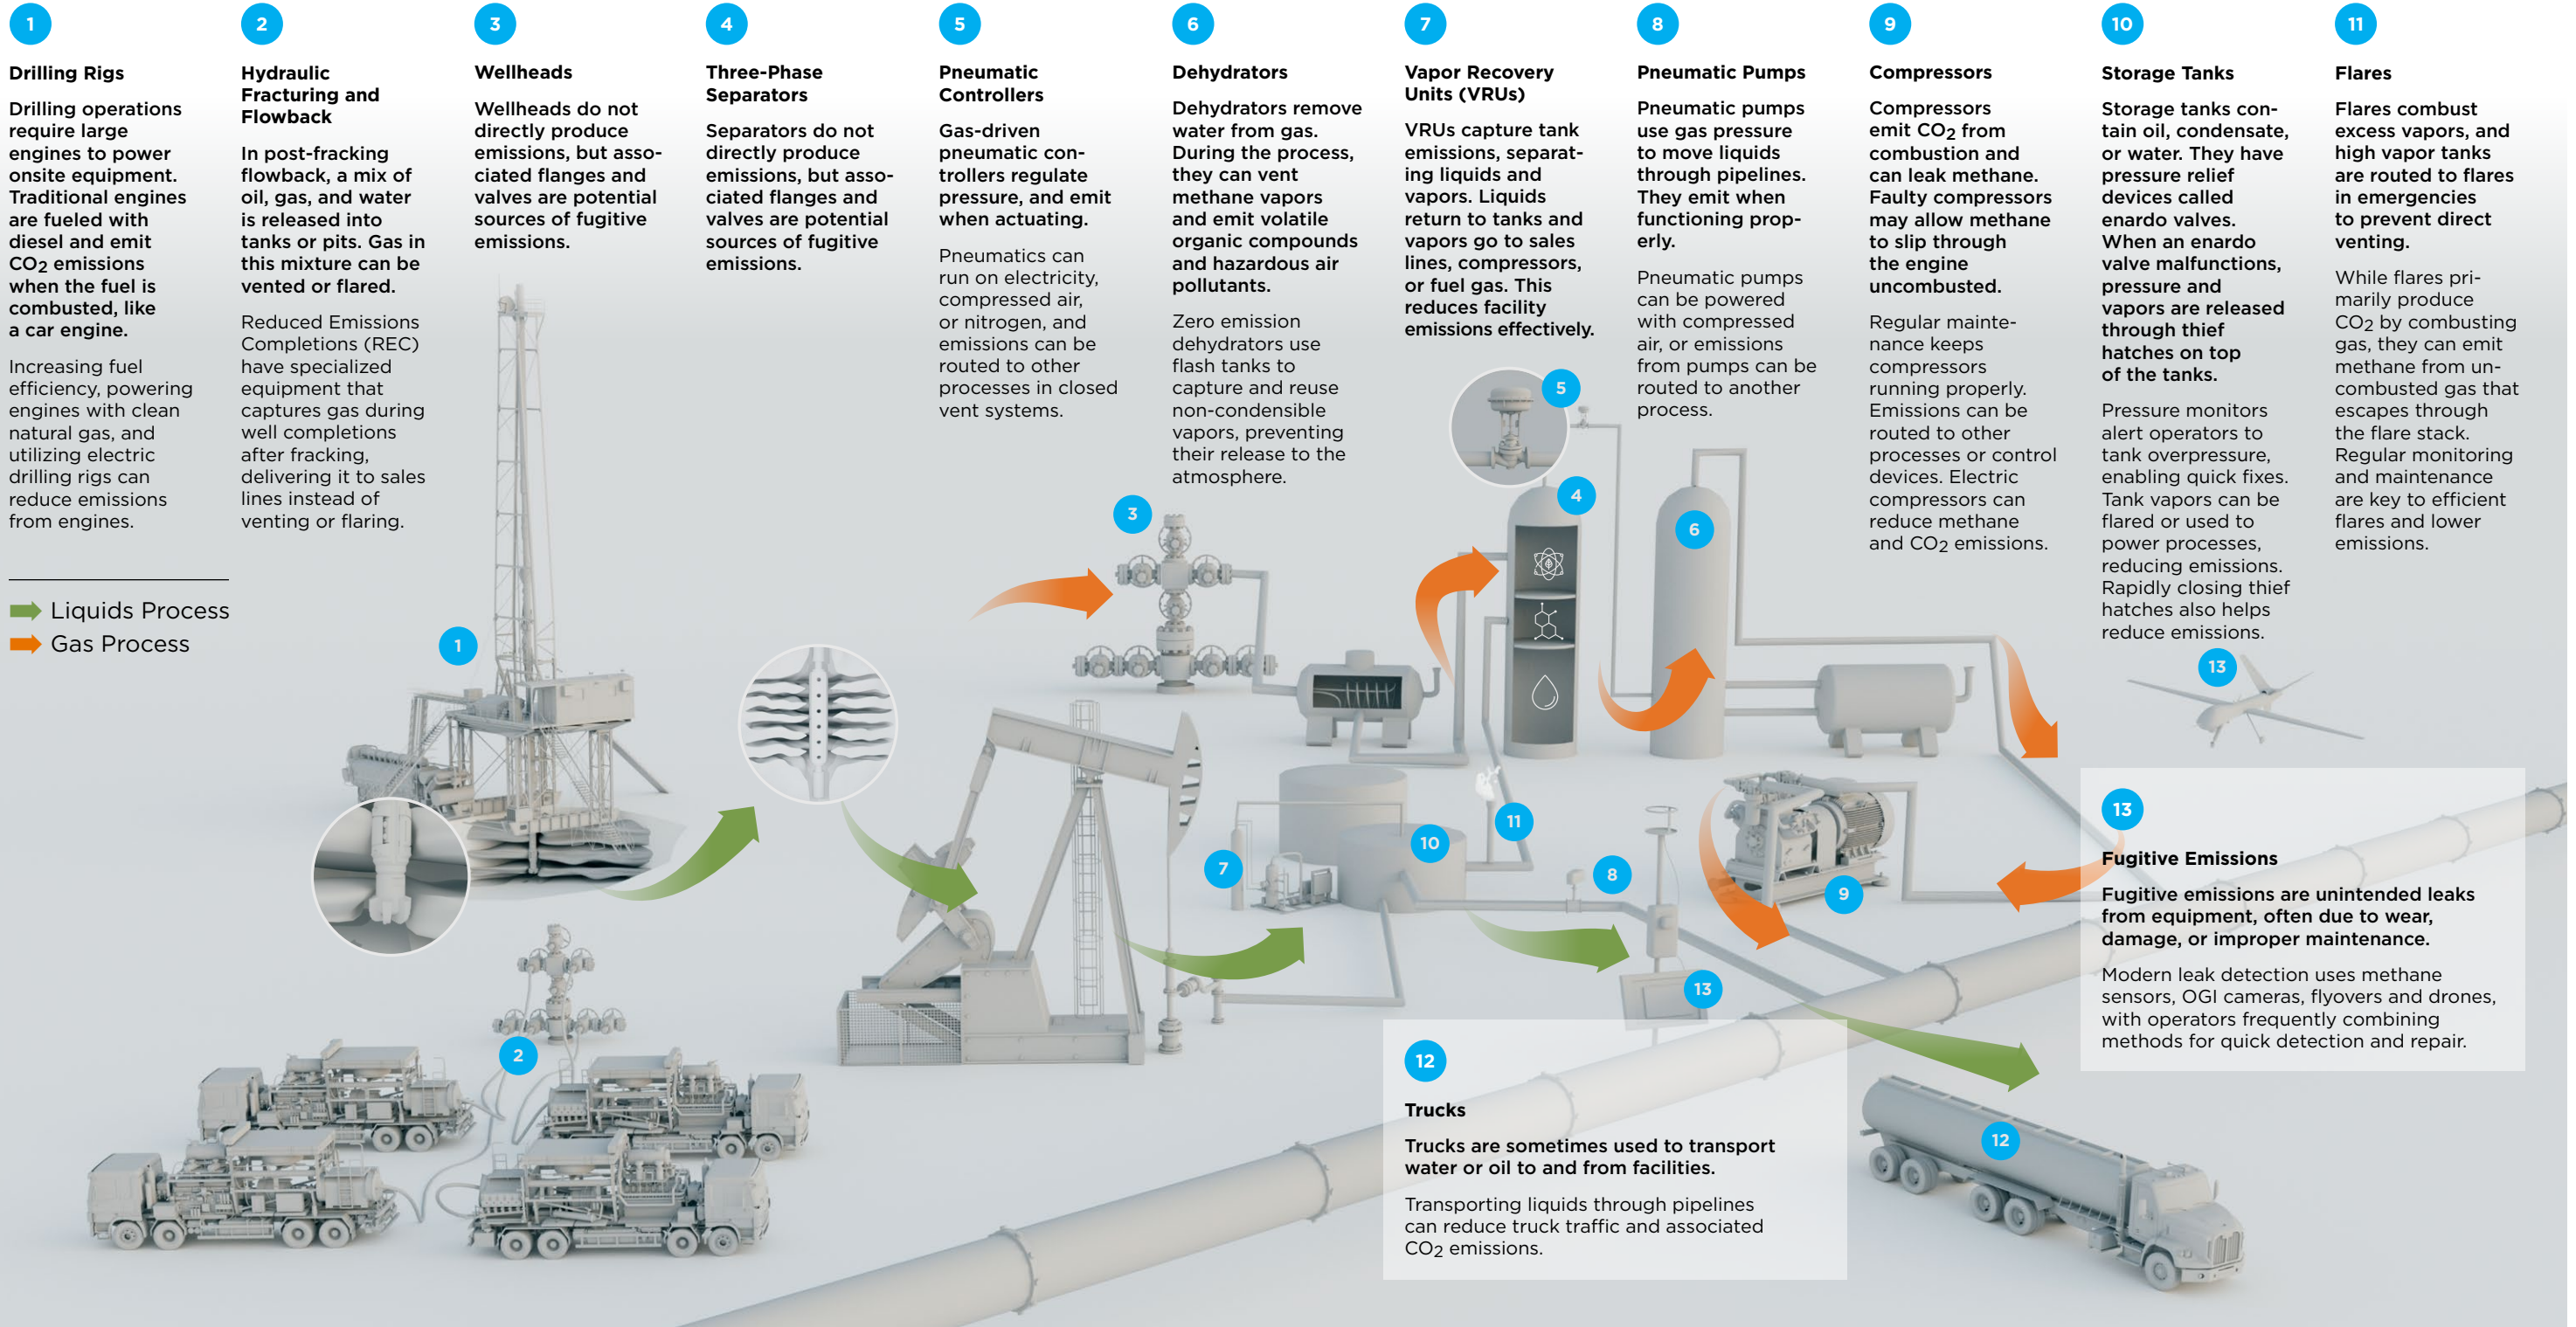 1
Drilling Rigs
Drilling operations
require large
engines to power
onsite equipment.
Traditional engines
are fueled with
diesel and emit
CO2 emissions
when the fuel is
combusted, like
a car engine.
Increasing fuel
efficiency, powering
engines with clean
natural gas, and
utilizing electric
drilling rigs can
reduce emissions
from engines.
2
Hydraulic
Fracturing and
Flowback
In post-fracking
flowback, a mix of
oil, gas, and water
is released into
tanks or pits. Gas in
this mixture can be
vented or flared.
Reduced Emissions
Completions (REC)
have specialized
equipment that
captures gas during
well completions
after fracking,
delivering it to sales
lines instead of
venting or flaring.
3
Wellheads
Wellheads do not
directly produce
emissions, but asso-
ciated flanges and
valves are potential
sources of fugitive
emissions.
4
Three-Phase
Separators
Separators do not
directly produce
emissions, but asso-
ciated flanges and
valves are potential
sources of fugitive
emissions.
5
Pneumatic
Controllers
Gas-driven
pneumatic con-
trollers regulate
pressure, and emit
when actuating.
Pneumatics can
run on electricity,
compressed air,
or nitrogen, and
emissions can be
routed to other
processes in closed
vent systems.
6
Dehydrators
Dehydrators remove
water from gas.
During the process,
they can vent
methane vapors
and emit volatile
organic compounds
and hazardous air
pollutants.
Zero emission
dehydrators use
flash tanks to
capture and reuse
non-condensible
vapors, preventing
their release to the
atmosphere.
7
Vapor Recovery
Units (VRUs)
VRUs capture tank
emissions, separat-
ing liquids and
vapors. Liquids
return to tanks and
vapors go to sales
lines, compressors,
or fuel gas. This
reduces facility
emissions effectively.
8
Pneumatic Pumps
Pneumatic pumps
use gas pressure
to move liquids
through pipelines.
They emit when
functioning prop-
erly.
Pneumatic pumps
can be powered
with compressed
air, or emissions
from pumps can be
routed to another
process.
9
Compressors
Compressors
emit CO2 from
combustion and
can leak methane.
Faulty compressors
may allow methane
to slip through
the engine
uncombusted.
Regular mainte-
nance keeps
compressors
running properly.
Emissions can be
routed to other
processes or control
devices. Electric
compressors can
reduce methane
and CO2 emissions.
10
Storage Tanks
Storage tanks con-
tain oil, condensate,
or water. They have
pressure relief
devices called
enardo valves.
When an enardo
valve malfunctions,
pressure and
vapors are released
through thief
hatches on top
of the tanks.
Pressure monitors
alert operators to
tank overpressure,
enabling quick fixes.
Tank vapors can be
flared or used to
power processes,
reducing emissions.
Rapidly closing thief
hatches also helps
reduce emissions.
11
Flares
Flares combust
excess vapors, and
high vapor tanks
are routed to flares
in emergencies
to prevent direct
venting.
While flares pri-
marily produce
CO2 by combusting
gas, they can emit
methane from un-
combusted gas that
escapes through
the flare stack.
Regular monitoring
and maintenance
are key to efficient
flares and lower
emissions.
Liquids Process
Gas Process
5
4
3
6
1
13
11
10
7
8
9
13
2
12
13
Fugitive Emissions
Fugitive emissions are unintended leaks
from equipment, often due to wear,
damage, or improper maintenance.
Modern leak detection uses methane
sensors, OGI cameras, flyovers and drones,
with operators frequently combining
methods for quick detection and repair.
12
Trucks
Trucks are sometimes used to transport
water or oil to and from facilities.
Transporting liquids through pipelines
can reduce truck traffic and associated
CO2 emissions.